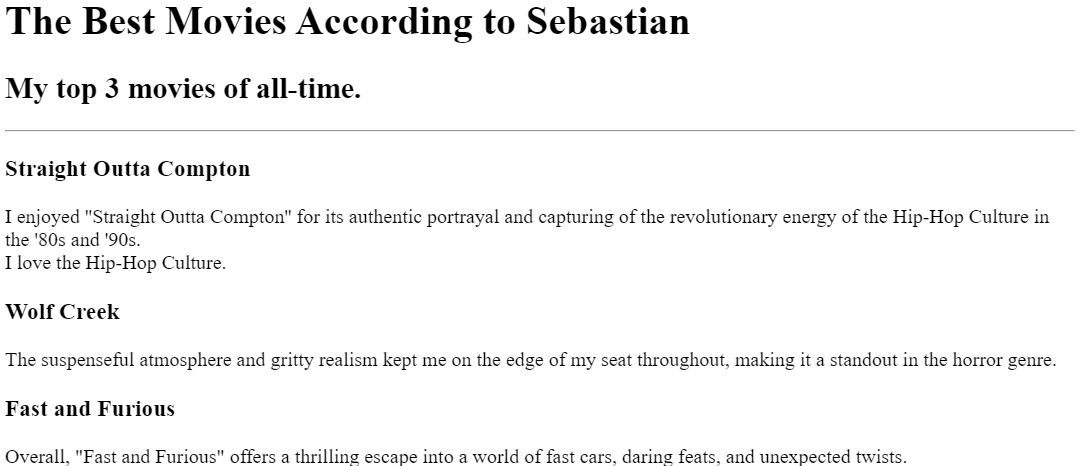 The Best Movies According to Sebastian
My top 3 movies of all-time.
Straight Outta Compton
I enjoyed "Straight Outta Compton" for its authentic portrayal and capturing of the revolutionary energy of the Hip-Hop Culture in
the '80s and '90s.
I love the Hip-Hop Culture.
Wolf Creek
The suspenseful atmosphere and gritty realism kept me on the edge of my seat throughout, making it a standout in the horror genre.
Fast and Furious
Overall, "Fast and Furious" offers a thrilling escape into a world of fast cars, daring feats, and unexpected twists.